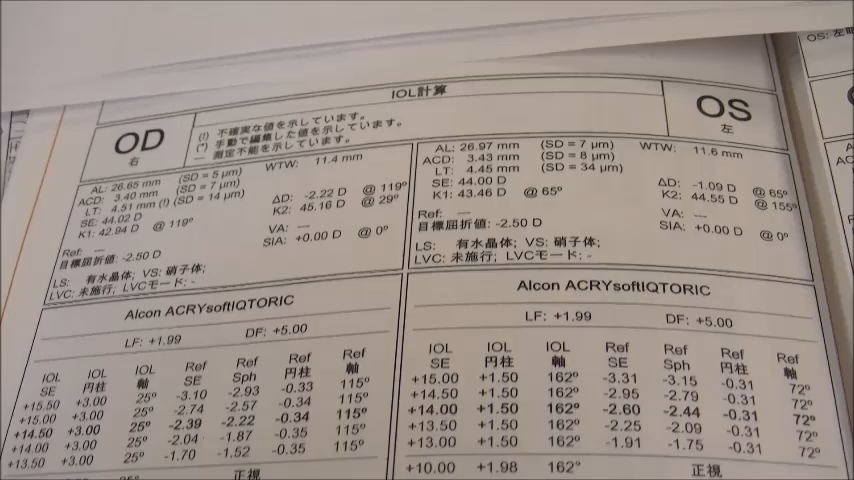 IOL計算
OD
右
(!) 不確実な値を示しています。
(*) 手動で編集した値を示しています。
— 測定不能を示しています。
OS
左
AL: 26.65 mm (SD = 5 μm) WTW: 11.4 mm
ACD: 3.40 mm (SD = 7 μm)
LT: 4.51 mm (!) (SD = 14 μm)
SE: 44.02 D ΔD: -2.22 D @ 119°
K1: 42.94 D @ 119° K2: 45.16 D @ 29°
Ref: — VA: —
目標屈折値: -2.50 D SIA: +0.00 D @ 0°
LS: 有水晶体; VS: 硝子体;
LVC: 未施行; LVCモード: -
AL: 26.97 mm (SD = 7 μm) WTW: 11.6 mm
ACD: 3.43 mm (SD = 8 μm)
LT: 4.45 mm (SD = 34 μm)
SE: 44.00 D ΔD: -1.09 D @ 65°
K1: 43.46 D @ 65° K2: 44.55 D @ 155°
Ref: — VA: —
目標屈折値: -2.50 D SIA: +0.00 D @ 0°
LS: 有水晶体; VS: 硝子体;
LVC: 未施行; LVCモード: -
Alcon ACRYsoftIQTORIC
LF: +1.99 DF: +5.00
IOL IOL IOL Ref Ref Ref Ref
SE 円柱 軸 SE Sph 円柱 軸
+15.50 +3.00 25° -3.10 -2.93 -0.33 115°
+15.00 +3.00 25° -2.74 -2.57 -0.34 115°
+14.50 +3.00 25° -2.39 -2.22 -0.34 115°
+14.00 +3.00 25° -2.04 -1.87 -0.35 115°
+13.50 +3.00 25° -1.70 -1.52 -0.35 115°
正視
Alcon ACRYsoftIQTORIC
LF: +1.99 DF: +5.00
IOL IOL IOL Ref Ref Ref Ref
SE 円柱 軸 SE Sph 円柱 軸
+15.00 +1.50 162° -3.31 -3.15 -0.31 72°
+14.50 +1.50 162° -2.95 -2.79 -0.31 72°
+14.00 +1.50 162° -2.60 -2.44 -0.31 72°
+13.50 +1.50 162° -2.25 -2.09 -0.31 72°
+13.00 +1.50 162° -1.91 -1.75 -0.31 72°
+10.00 +1.98 162° 正視
OS: 左